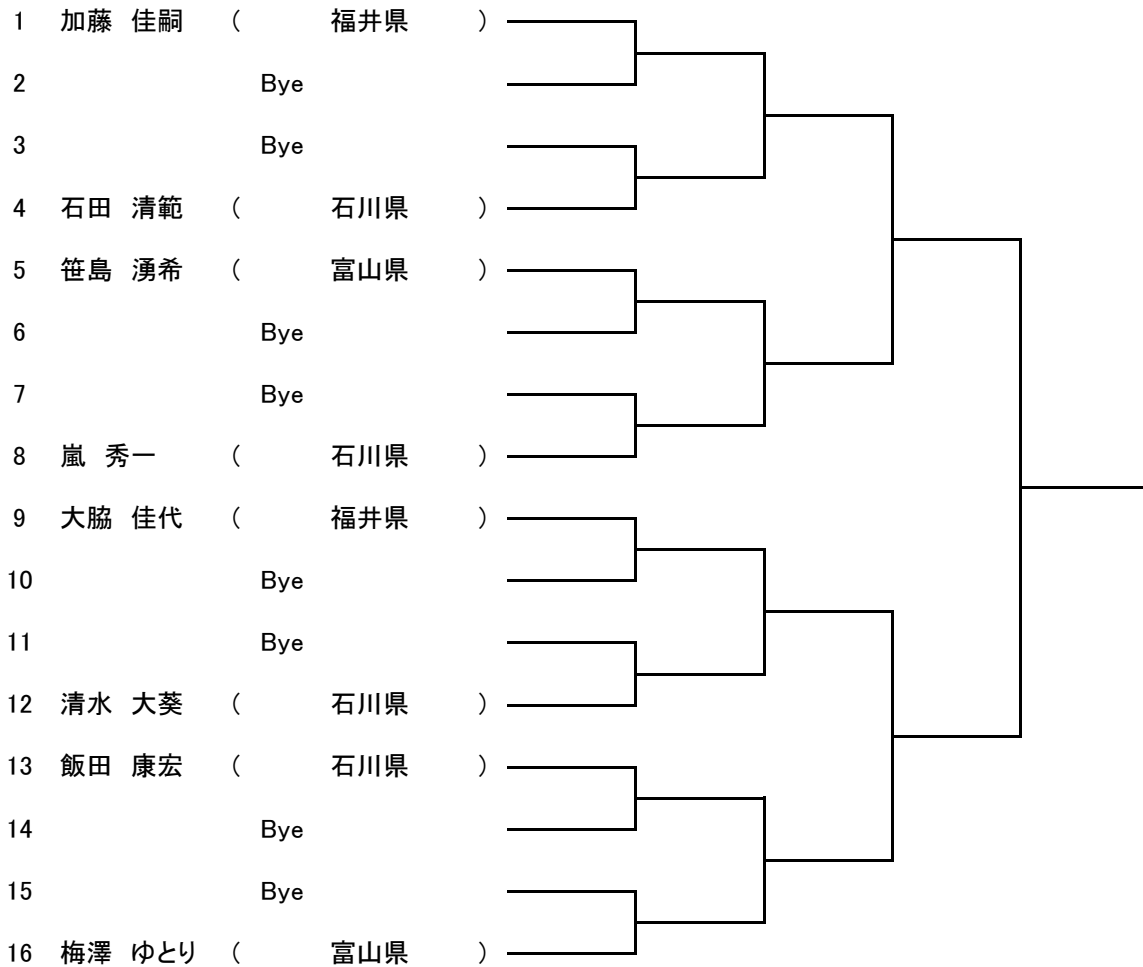 1 加藤 佳嗣 ( 福井県 )
2 Bye
3 Bye
4 石田 清範 ( 石川県 )
5 笹島 湧希 ( 富山県 )
6 Bye
7 Bye
8 嵐 秀一 ( 石川県 )
9 大脇 佳代 ( 福井県 )
10 Bye
11 Bye
12 清水 大葵 ( 石川県 )
13 飯田 康宏 ( 石川県 )
14 Bye
15 Bye
16 梅澤 ゆとり ( 富山県 )